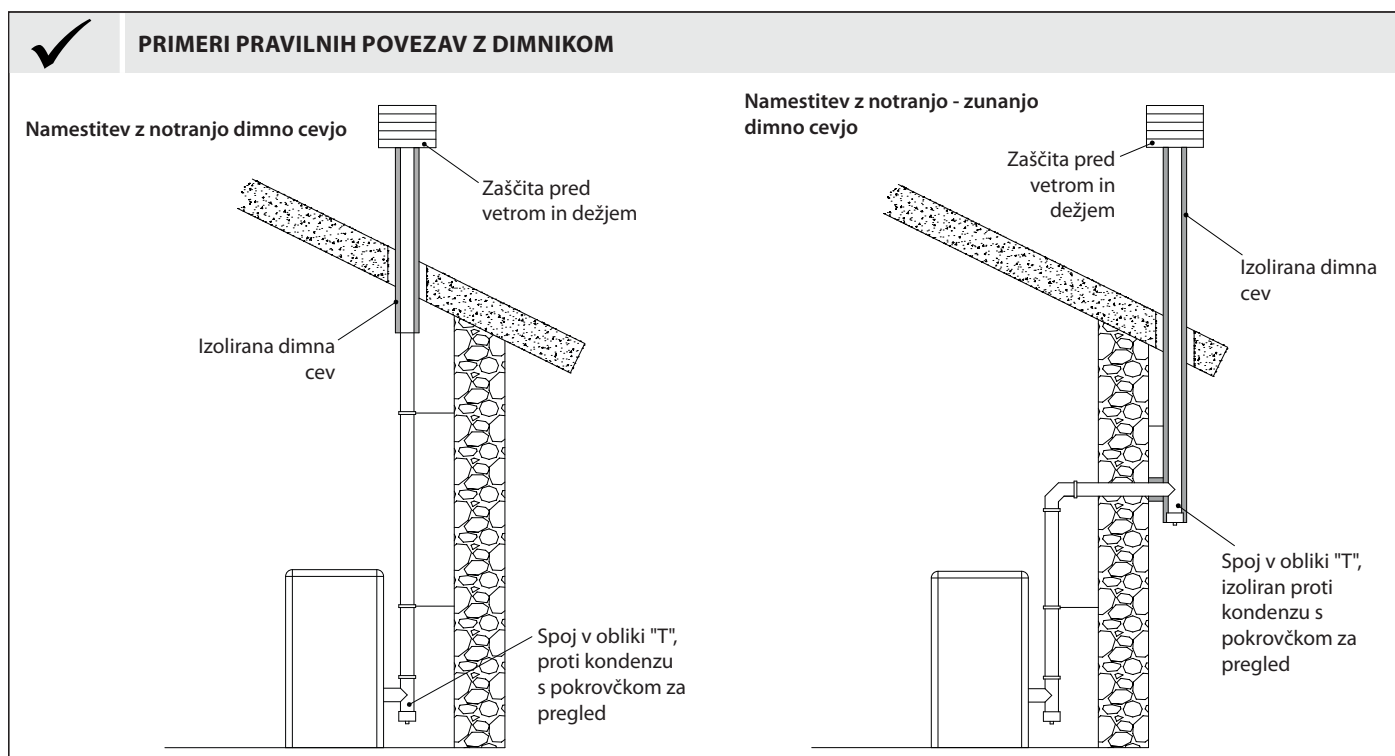 PRIMERI PRAVILNIH POVEZAV Z DIMNIKOM
Namestitev z notranjo dimno cevjo
Zaščita pred
vetrom in dežjem
Izolirana dimna
cev
Spoj v obliki "T",
proti kondenzu
s pokrovčkom za
pregled
Namestitev z notranjo - zunanjo
dimno cevjo
Zaščita pred
vetrom in
dežjem
Izolirana dimna
cev
Spoj v obliki "T",
izoliran proti
kondenzu s
pokrovčkom za
pregled